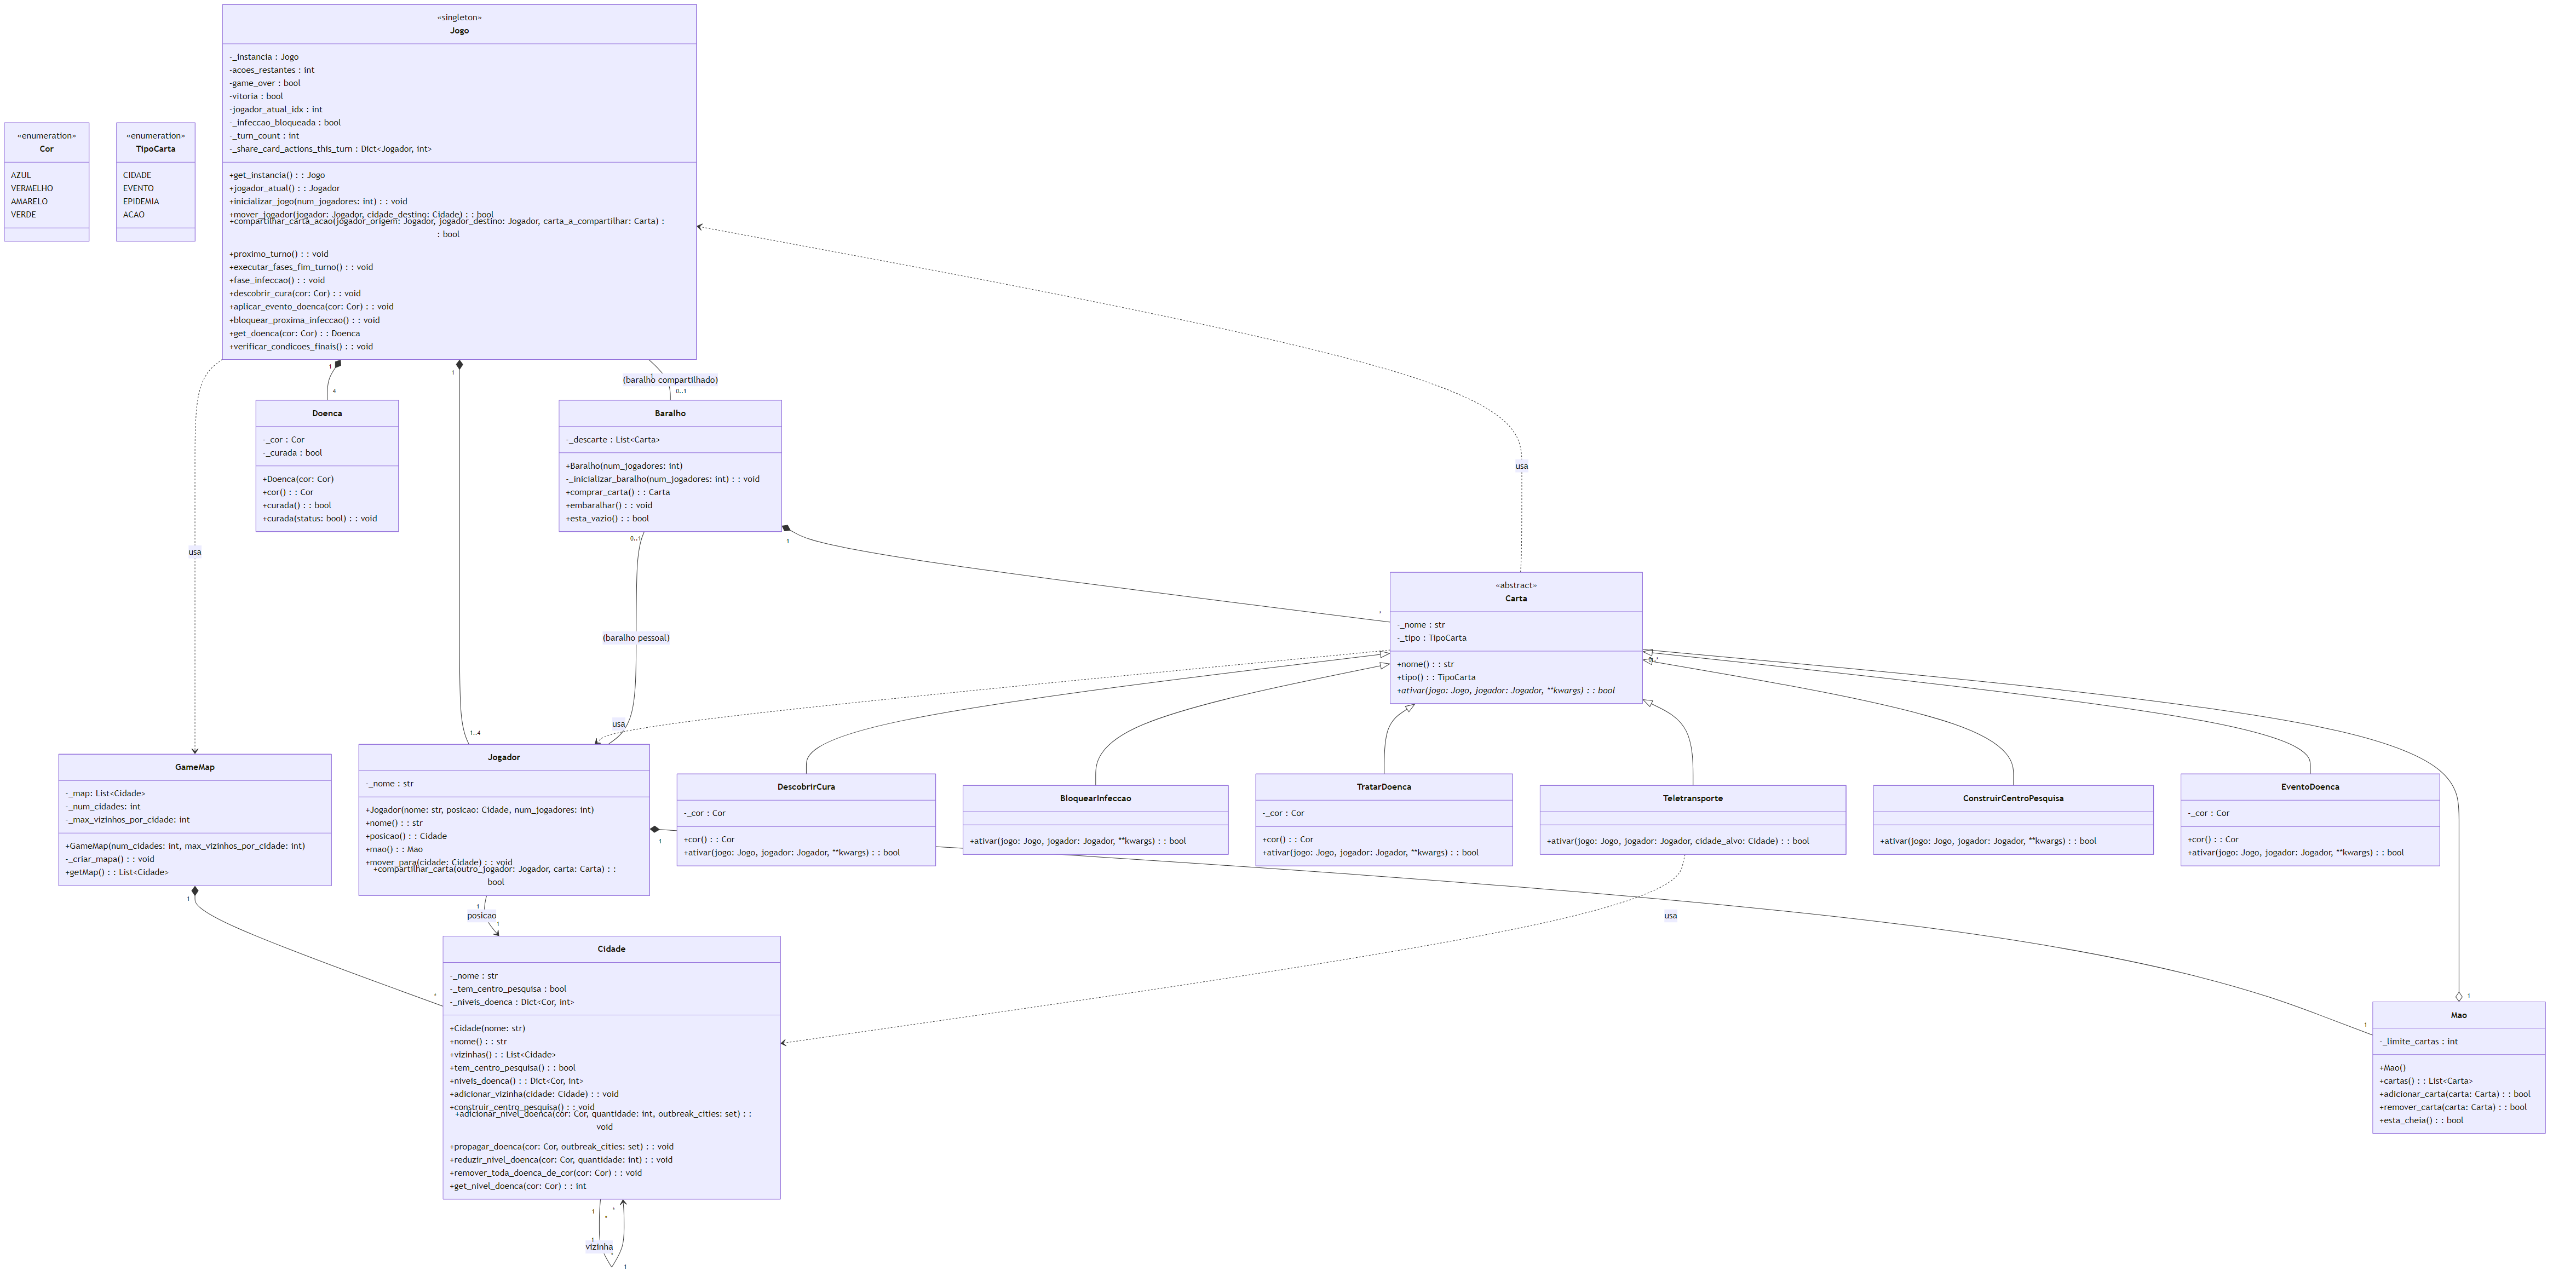 «singleton»
Jogo
-_instancia : Jogo
-acoes_restantes : int
-game_over : bool
-vitoria : bool
-jogador_atual_idx : int
-_infeccao_bloqueada : bool
-_turn_count : int
-_share_card_actions_this_turn : Dict<Jogador, int>
+get_instancia() : : Jogo
+jogador_atual() : : Jogador
+inicializar_jogo(num_jogadores: int) : : void
+mover_jogador(jogador: Jogador, cidade_destino: Cidade) : : bool
+compartilhar_carta_acao(jogador_origem: Jogador, jogador_destino: Jogador, carta_a_compartilhar: Carta) :
: bool
+proximo_turno() : : void
+executar_fases_fim_turno() : : void
+fase_infeccao() : : void
+descobrir_cura(cor: Cor) : : void
+aplicar_evento_doenca(cor: Cor) : : void
+bloquear_proxima_infeccao() : : void
+get_doenca(cor: Cor) : : Doenca
+verificar_condicoes_finais() : : void
«enumeration»
Cor
AZUL
VERMELHO
AMARELO
VERDE
«enumeration»
TipoCarta
CIDADE
EVENTO
EPIDEMIA
ACAO
1
1
1
(baralho compartilhado)
4
0..1
Doenca
-_cor : Cor
-_curada : bool
+Doenca(cor: Cor)
+cor() : : Cor
+curada() : : bool
+curada(status: bool) : : void
Baralho
-_descarte : List<Carta>
+Baralho(num_jogadores: int)
-_inicializar_baralho(num_jogadores: int) : : void
+comprar_carta() : : Carta
+embaralhar() : : void
+esta_vazio() : : bool
usa
usa
0..1
1
(baralho pessoal)
*
«abstract»
Carta
-_nome : str
-_tipo : TipoCarta
+nome() : : str
+tipo() : : TipoCarta
+ativar(jogo: Jogo, jogador: Jogador, **kwargs) : : bool
0..*
usa
1..4
GameMap
-_map: List<Cidade>
-_num_cidades: int
-_max_vizinhos_por_cidade: int
+GameMap(num_cidades: int, max_vizinhos_por_cidade: int)
-_criar_mapa() : : void
+getMap() : : List<Cidade>
Jogador
-_nome : str
+Jogador(nome: str, posicao: Cidade, num_jogadores: int)
+nome() : : str
+posicao() : : Cidade
+mao() : : Mao
+mover_para(cidade: Cidade) : : void
+compartilhar_carta(outro_jogador: Jogador, carta: Carta) : :
bool
DescobrirCura
-_cor : Cor
+cor() : : Cor
+ativar(jogo: Jogo, jogador: Jogador, **kwargs) : : bool
BloquearInfeccao
+ativar(jogo: Jogo, jogador: Jogador, **kwargs) : : bool
TratarDoenca
-_cor : Cor
+cor() : : Cor
+ativar(jogo: Jogo, jogador: Jogador, **kwargs) : : bool
Teletransporte
+ativar(jogo: Jogo, jogador: Jogador, cidade_alvo: Cidade) : : bool
ConstruirCentroPesquisa
+ativar(jogo: Jogo, jogador: Jogador, **kwargs) : : bool
EventoDoenca
-_cor : Cor
+cor() : : Cor
+ativar(jogo: Jogo, jogador: Jogador, **kwargs) : : bool
1
1
1
posicao
1
usa
*
Cidade
-_nome : str
-_tem_centro_pesquisa : bool
-_niveis_doenca : Dict<Cor, int>
+Cidade(nome: str)
+nome() : : str
+vizinhas() : : List<Cidade>
+tem_centro_pesquisa() : : bool
+niveis_doenca() : : Dict<Cor, int>
+adicionar_vizinha(cidade: Cidade) : : void
+construir_centro_pesquisa() : : void
+adicionar_nivel_doenca(cor: Cor, quantidade: int, outbreak_cities: set) : :
void
+propagar_doenca(cor: Cor, outbreak_cities: set) : : void
+reduzir_nivel_doenca(cor: Cor, quantidade: int) : : void
+remover_toda_doenca_de_cor(cor: Cor) : : void
+get_nivel_doenca(cor: Cor) : : int
1
1
Mao
-_limite_cartas : int
+Mao()
+cartas() : : List<Carta>
+adicionar_carta(carta: Carta) : : bool
+remover_carta(carta: Carta) : : bool
+esta_cheia() : : bool
1
*
*
1
vizinha
*
1